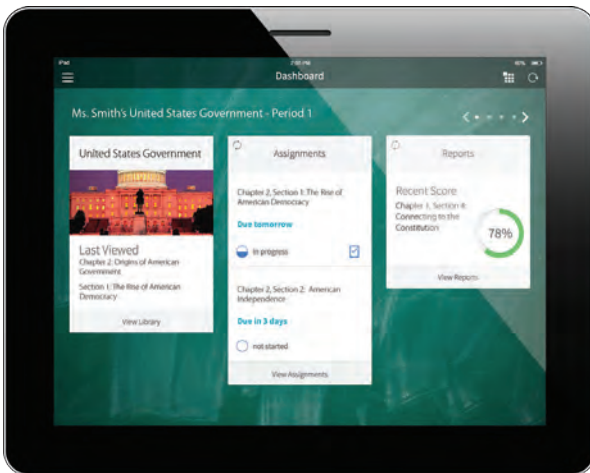 iPad
Dashboard
Ms. Smith's United States Government - Period 1
United States Government
Last Viewed
Chapter 2: Origins of American
Government
Section 1: The Rise of American
Democracy
View Library
Assignments
Chapter 2, Section 1: The Rise of
American Democracy
Due tomorrow
In progress
Chapter 2, Section 2: American
Independence
Due in 3 days
not started
View Assignments
Reports
Recent Score
Chapter 1, Section 4:
Connecting to the
Constitution
78%
View Reports